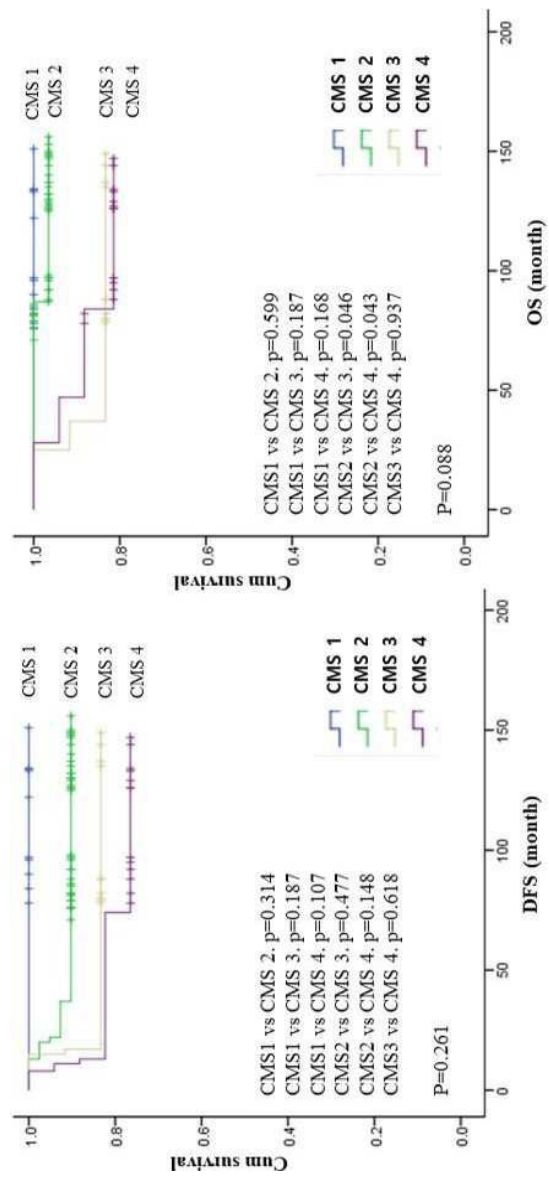 1.0
0.8
0.6
0.4
0.2
0.0
Cum survival
CMS 1
CMS 2
CMS 3
CMS 4
CMS1 vs CMS 2. p=0.314
CMS1 vs CMS 3. p=0.187
CMS1 vs CMS 4. p=0.107
CMS2 vs CMS 3. p=0.477
CMS2 vs CMS 4. p=0.148
CMS3 vs CMS 4. p=0.618
P=0.261
CMS 1
CMS 2
CMS 3
CMS 4
0
50
100
150
200
DFS (month)
1.0
0.8
0.6
0.4
0.2
0.0
Cum survival
CMS 1
CMS 2
CMS 3
CMS 4
CMS1 vs CMS 2. p=0.599
CMS1 vs CMS 3. p=0.187
CMS1 vs CMS 4. p=0.168
CMS2 vs CMS 3. p=0.046
CMS2 vs CMS 4. p=0.043
CMS3 vs CMS 4. p=0.937
P=0.088
CMS 1
CMS 2
CMS 3
CMS 4
0
50
100
150
200
OS (month)